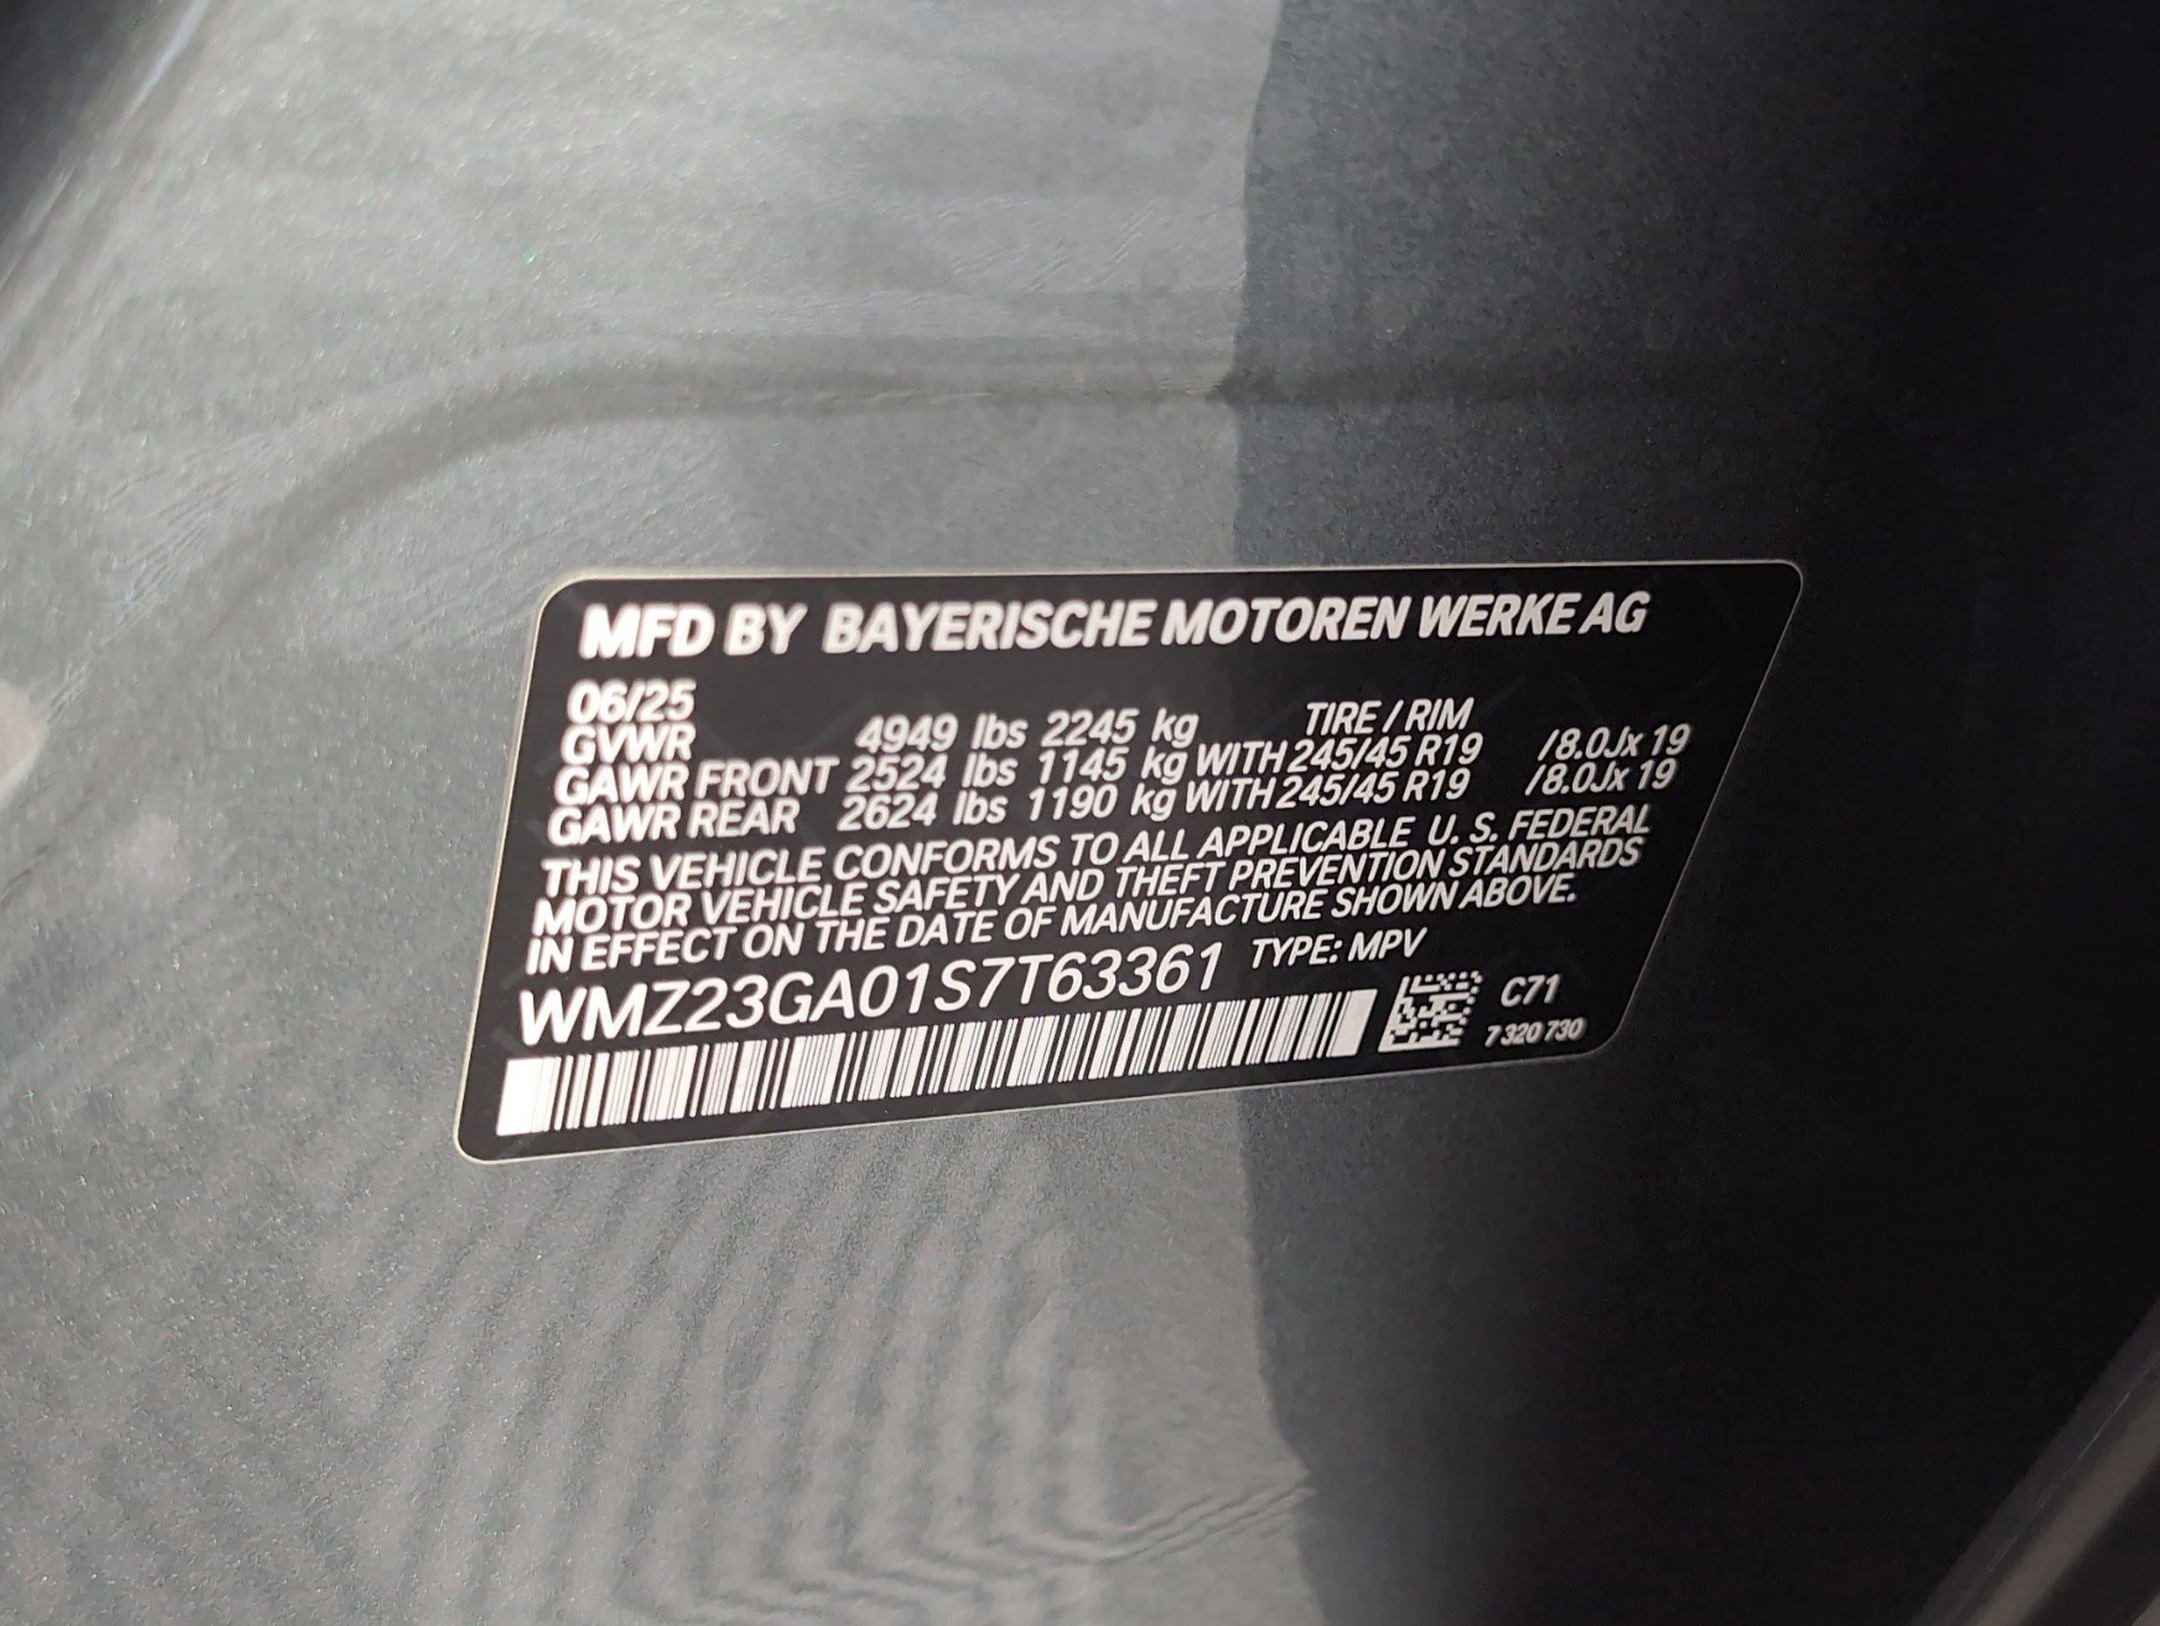 MFD BY BAYERISCHE MOTOREN WERKE AG
06/25
GVWR 4949 lbs 2245 kg TIRE / RIM
GAWR FRONT 2524 lbs 1145 kg WITH 245/45 R19 /8.0Jx 19
GAWR REAR 2624 lbs 1190 kg WITH 245/45 R19 /8.0Jx 19
THIS VEHICLE CONFORMS TO ALL APPLICABLE U. S. FEDERAL
MOTOR VEHICLE SAFETY AND THEFT PREVENTION STANDARDS
IN EFFECT ON THE DATE OF MANUFACTURE SHOWN ABOVE.
WMZ23GA01S7T63361 TYPE: MPV
C71
7 320 730